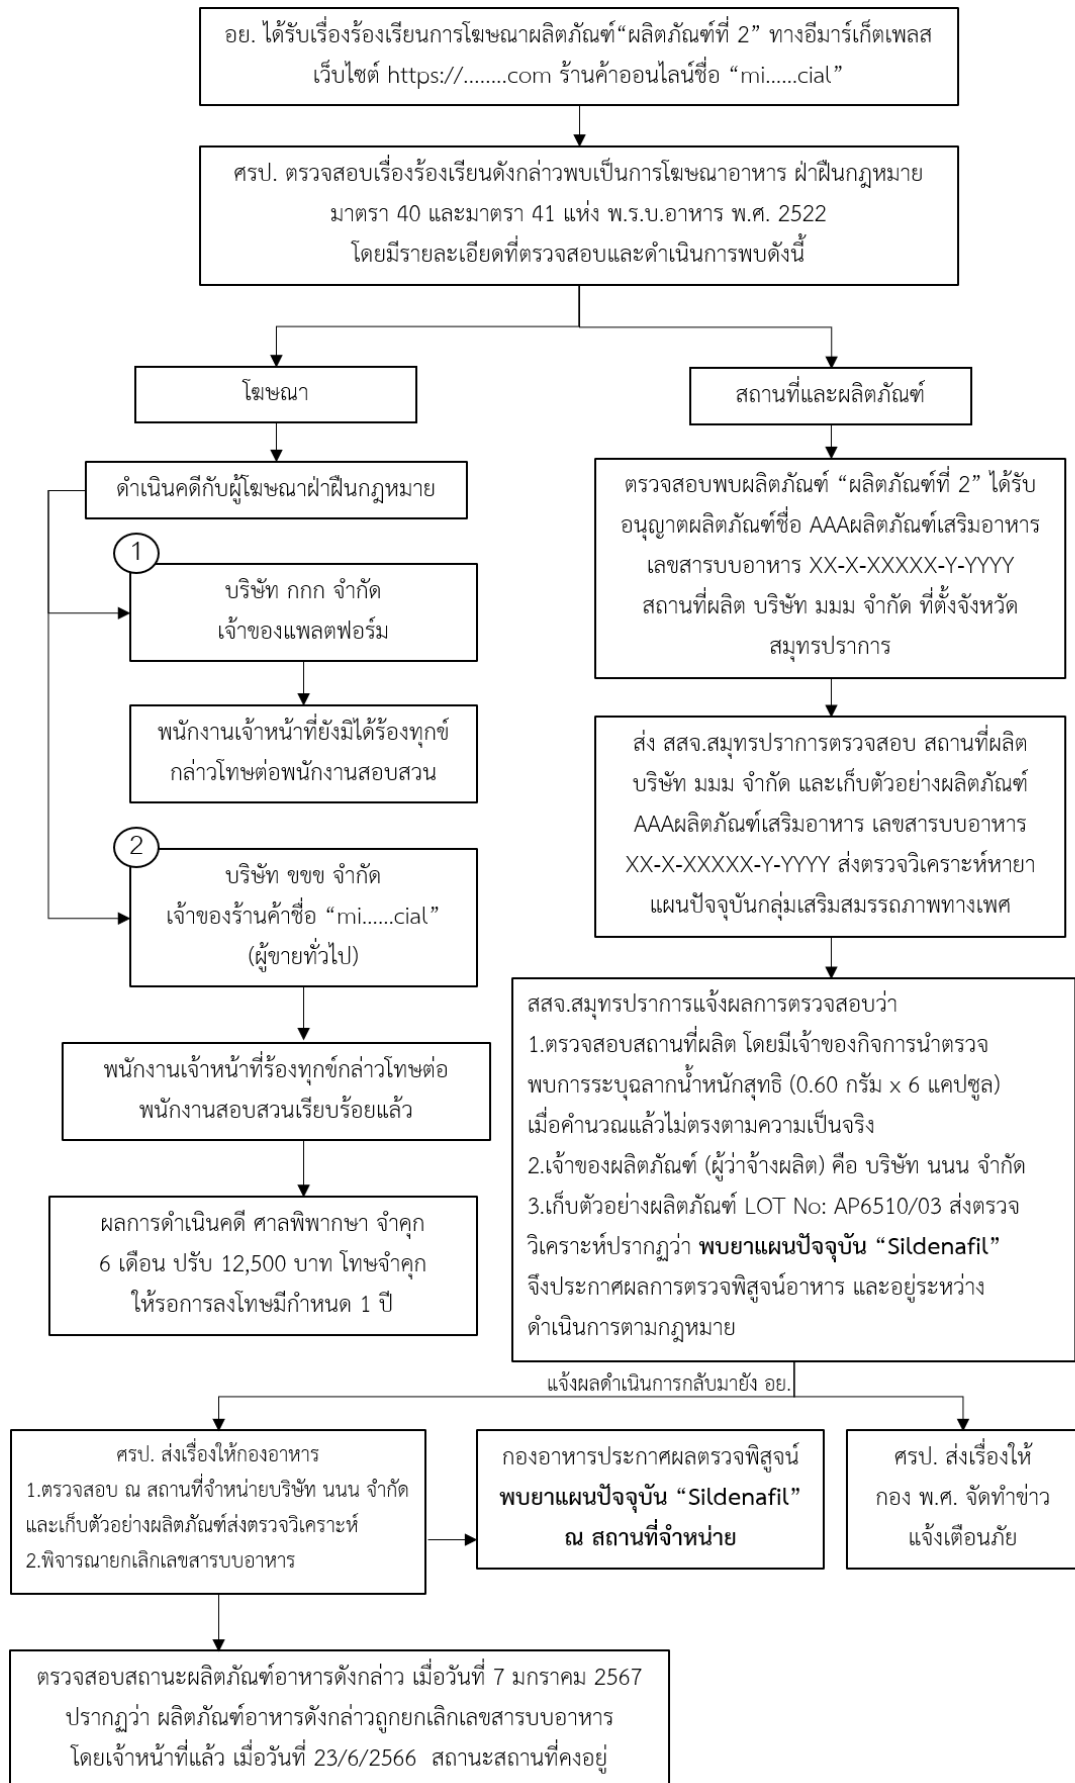 อย. ได้รับเรื่องร้องเรียนการโฆษณาผลิตภัณฑ์“ผลิตภัณฑ์ที่ 2” ทางอีมาร์เก็ตเพลส
เว็บไซต์ https://........com ร้านค้าออนไลน์ชื่อ “mi......cial”
ศรป. ตรวจสอบเรื่องร้องเรียนดังกล่าวพบเป็นการโฆษณาอาหาร ฝ่าฝืนกฎหมาย
มาตรา 40 และมาตรา 41 แห่ง พ.ร.บ.อาหาร พ.ศ. 2522
โดยมีรายละเอียดที่ตรวจสอบและดำเนินการพบดังนี้
โฆษณา
ดำเนินคดีกับผู้โฆษณาฝ่าฝืนกฎหมาย
1
บริษัท กกก จำกัด
เจ้าของแพลตฟอร์ม
พนักงานเจ้าหน้าที่ยังมิได้ร้องทุกข์
กล่าวโทษต่อพนักงานสอบสวน
2
บริษัท ขขข จำกัด
เจ้าของร้านค้าชื่อ “mi......cial”
(ผู้ขายทั่วไป)
พนักงานเจ้าหน้าที่ร้องทุกข์กล่าวโทษต่อ
พนักงานสอบสวนเรียบร้อยแล้ว
ผลการดำเนินคดี ศาลพิพากษา จำคุก
6 เดือน ปรับ 12,500 บาท โทษจำคุก
ให้รอการลงโทษมีกำหนด 1 ปี
สถานที่และผลิตภัณฑ์
ตรวจสอบพบผลิตภัณฑ์ “ผลิตภัณฑ์ที่ 2” ได้รับ
อนุญาตผลิตภัณฑ์ชื่อ AAAผลิตภัณฑ์เสริมอาหาร
เลขสารบบอาหาร XX-X-XXXXX-Y-YYYY
สถานที่ผลิต บริษัท มมม จำกัด ที่ตั้งจังหวัด
สมุทรปราการ
ส่ง สสจ.สมุทรปราการตรวจสอบ สถานที่ผลิต
บริษัท มมม จำกัด และเก็บตัวอย่างผลิตภัณฑ์
AAAผลิตภัณฑ์เสริมอาหาร เลขสารบบอาหาร
XX-X-XXXXX-Y-YYYY ส่งตรวจวิเคราะห์หายา
แผนปัจจุบันกลุ่มเสริมสมรรถภาพทางเพศ
สสจ.สมุทรปราการแจ้งผลการตรวจสอบว่า
1.ตรวจสอบสถานที่ผลิต โดยมีเจ้าของกิจการนำตรวจ
พบการระบุฉลากน้ำหนักสุทธิ (0.60 กรัม x 6 แคปซูล)
เมื่อคำนวณแล้วไม่ตรงตามความเป็นจริง
2.เจ้าของผลิตภัณฑ์ (ผู้ว่าจ้างผลิต) คือ บริษัท นนน จำกัด
3.เก็บตัวอย่างผลิตภัณฑ์ LOT No: AP6510/03 ส่งตรวจ
วิเคราะห์ปรากฏว่า พบยาแผนปัจจุบัน “Sildenafil”
จึงประกาศผลการตรวจพิสูจน์อาหาร และอยู่ระหว่าง
ดำเนินการตามกฎหมาย
แจ้งผลดำเนินการกลับมายัง อย.
ศรป. ส่งเรื่องให้กองอาหาร
1.ตรวจสอบ ณ สถานที่จำหน่ายบริษัท นนน จำกัด
และเก็บตัวอย่างผลิตภัณฑ์ส่งตรวจวิเคราะห์
2.พิจารณายกเลิกเลขสารบบอาหาร
กองอาหารประกาศผลตรวจพิสูจน์
พบยาแผนปัจจุบัน “Sildenafil”
ณ สถานที่จำหน่าย
ศรป. ส่งเรื่องให้
กอง พ.ศ. จัดทำข่าว
แจ้งเตือนภัย
ตรวจสอบสถานะผลิตภัณฑ์อาหารดังกล่าว เมื่อวันที่ 7 มกราคม 2567
ปรากฏว่า ผลิตภัณฑ์อาหารดังกล่าวถูกยกเลิกเลขสารบบอาหาร
โดยเจ้าหน้าที่แล้ว เมื่อวันที่ 23/6/2566 สถานะสถานที่คงอยู่